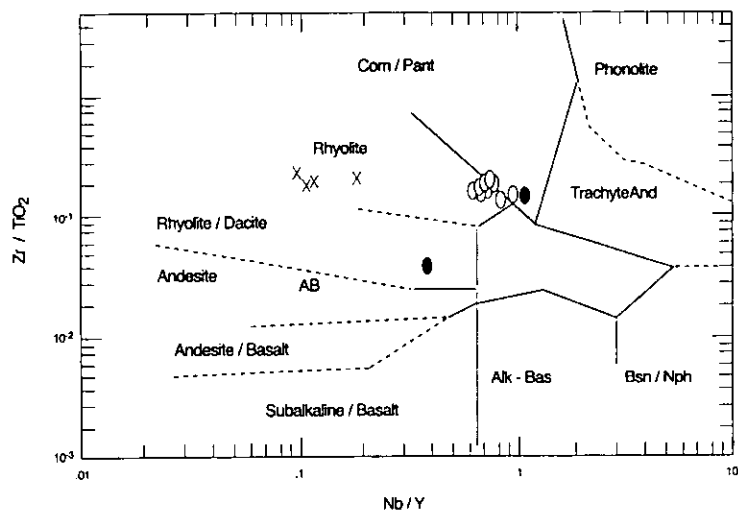 Com / Pant
Phonolite
Rhyolite
X X X X
TrachyteAnd
10-1
Rhyolite / Dacite
Zr / TiO2
Andesite
AB
10-2
Andesite / Basalt
Alk - Bas
Bsn / Nph
Subalkaline / Basalt
10-3
.01
.1
1
10
Nb / Y